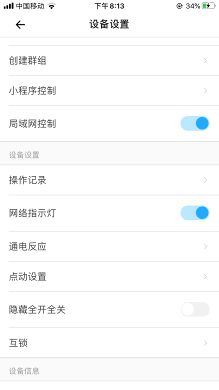 中国移动 下午8:13 34%
设备设置
创建群组
小程序控制
局域网控制
设备设置
操作记录
网络指示灯
通电反应
点动设置
隐藏全开全关
互锁
设备信息